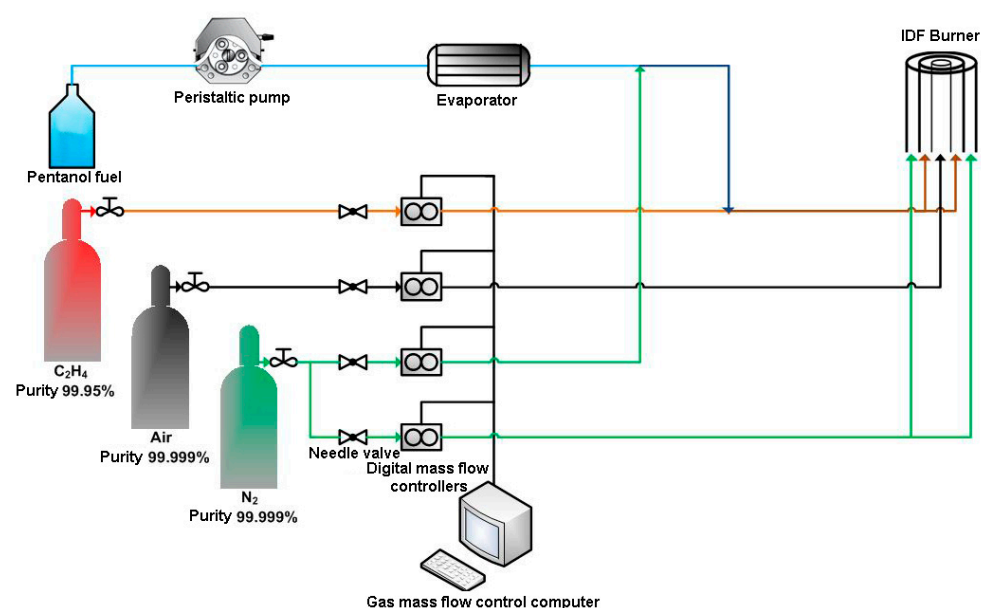 IDF Burner
Peristaltic pump
Evaporator
Pentanol fuel
C₂H₄
Purity 99.95%
Air
Purity 99.999%
N₂
Purity 99.999%
Needle valve
Digital mass flow
controllers
Gas mass flow control computer